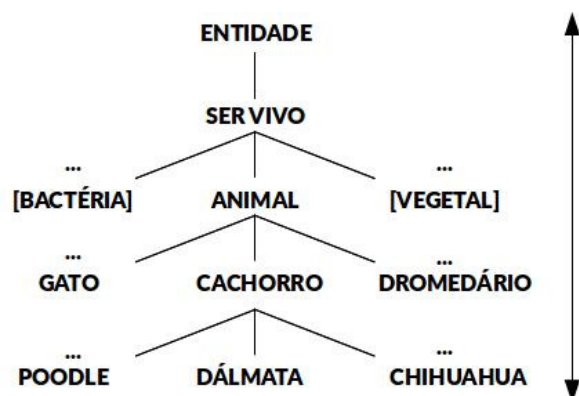 ENTIDADE
SER VIVO
... ...
[BACTÉRIA] ANIMAL [VEGETAL]
... ...
GATO CACHORRO DROMEDÁRIO
... ...
POODLE DÁLMATA CHIHUAHUA